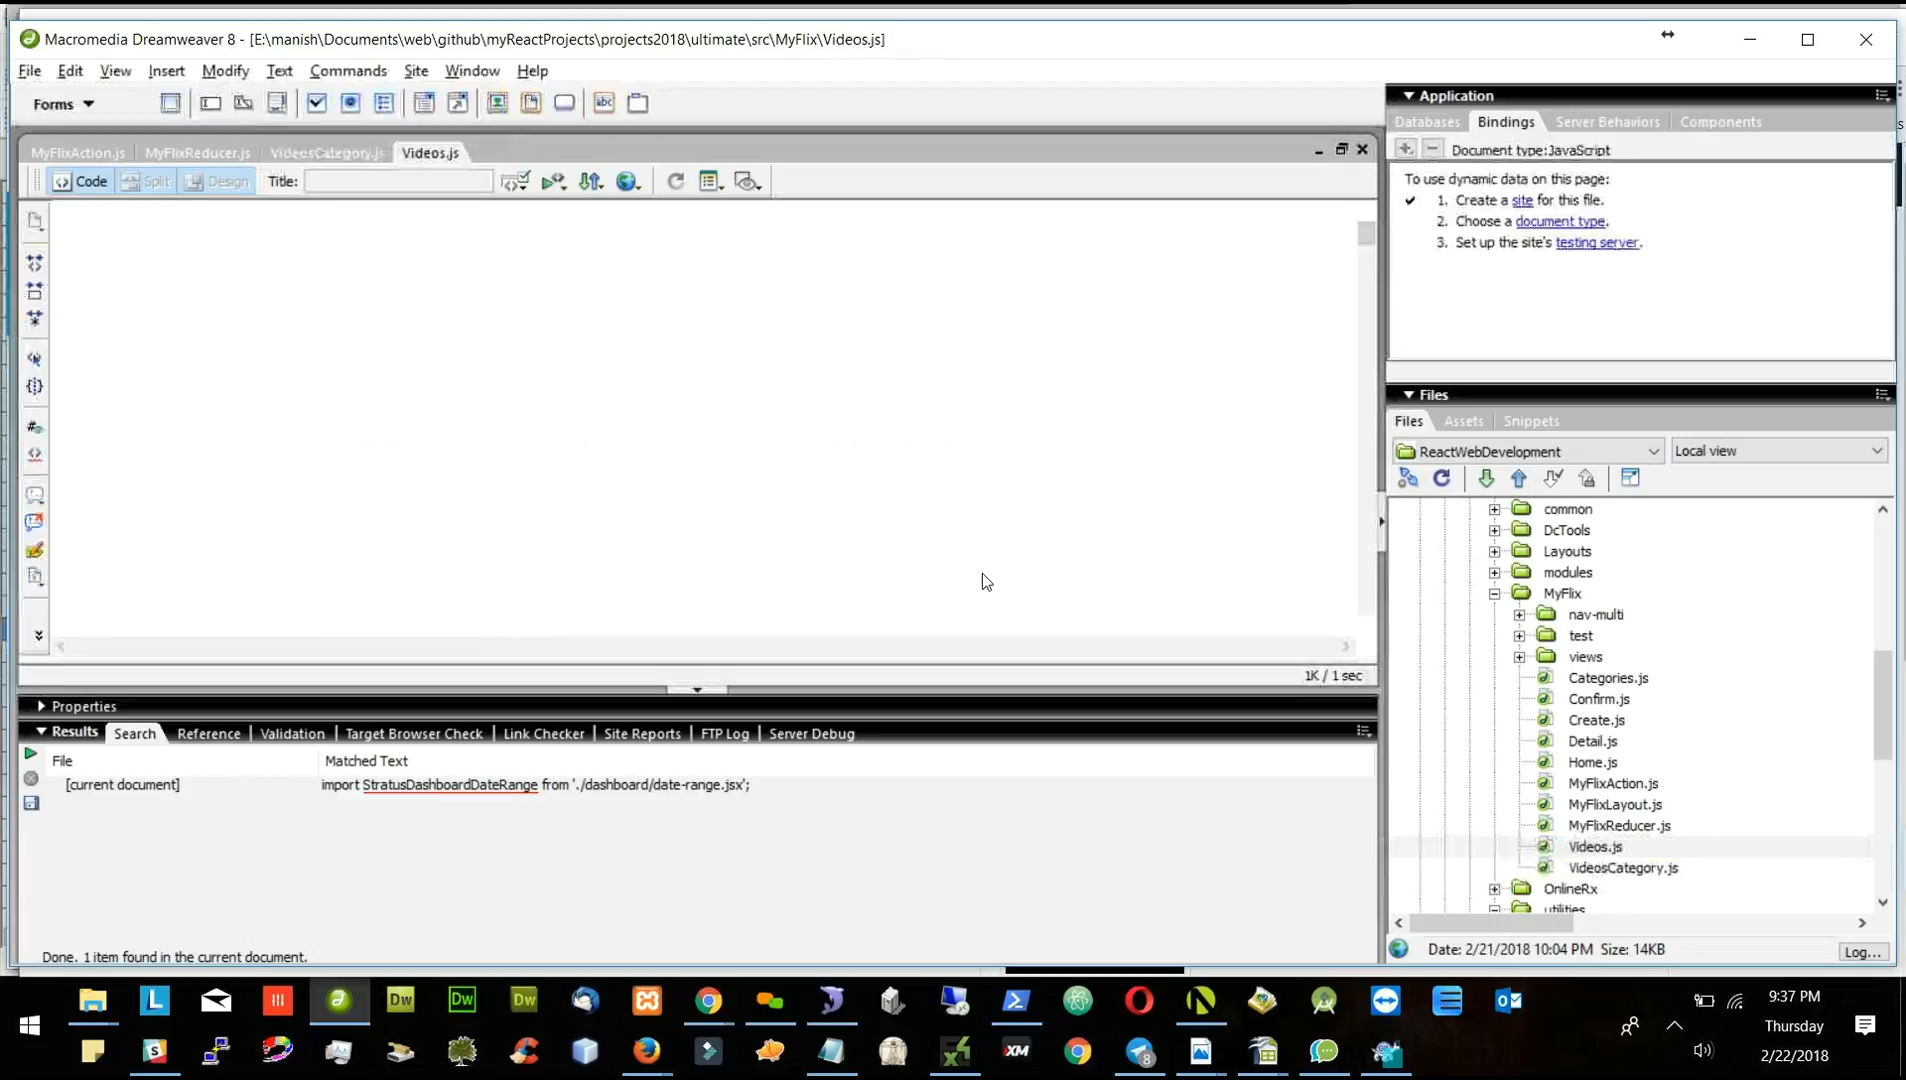 Macromedia Dreamweaver 8 - [E:\manish\Documents\web\github\myReactProjects\projects2018\ultimate\src\MyFlix\Videos.js]
File Edit View Insert Modify Text Commands Site Window Help
Forms
MyFlixAction.js MyFlixReducer.js VideosCategory.js Videos.js
Code Split Design Title:
1K / 1 sec
Properties
Results Search Reference Validation Target Browser Check Link Checker Site Reports FTP Log Server Debug
File Matched Text
[current document] import StratusDashboardDateRange from './dashboard/date-range.jsx';
Done. 1 item found in the current document.
Application
Databases Bindings Server Behaviors Components
Document type:JavaScript
To use dynamic data on this page:
1. Create a site for this file.
2. Choose a document type.
3. Set up the site's testing server.
Files
Files Assets Snippets
ReactWebDevelopment Local view
common
DcTools
Layouts
modules
MyFlix
nav-multi
test
views
Categories.js
Confirm.js
Create.js
Detail.js
Home.js
MyFlixAction.js
MyFlixLayout.js
MyFlixReducer.js
Videos.js
VideosCategory.js
OnlineRx
utilities
Date: 2/21/2018 10:04 PM Size: 14KB Log...
9:37 PM
Thursday
2/22/2018